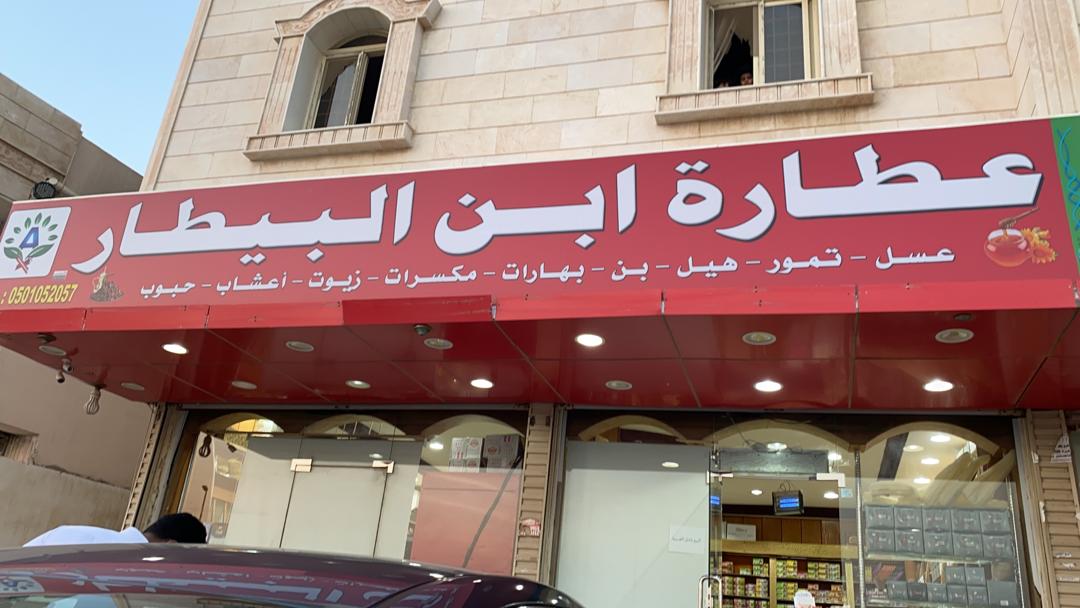 عطارة ابن البيطار
عسل - تمور - هيل - بن - بهارات - مكسرات - زيوت - أعشاب - حبوب
: 0501052057